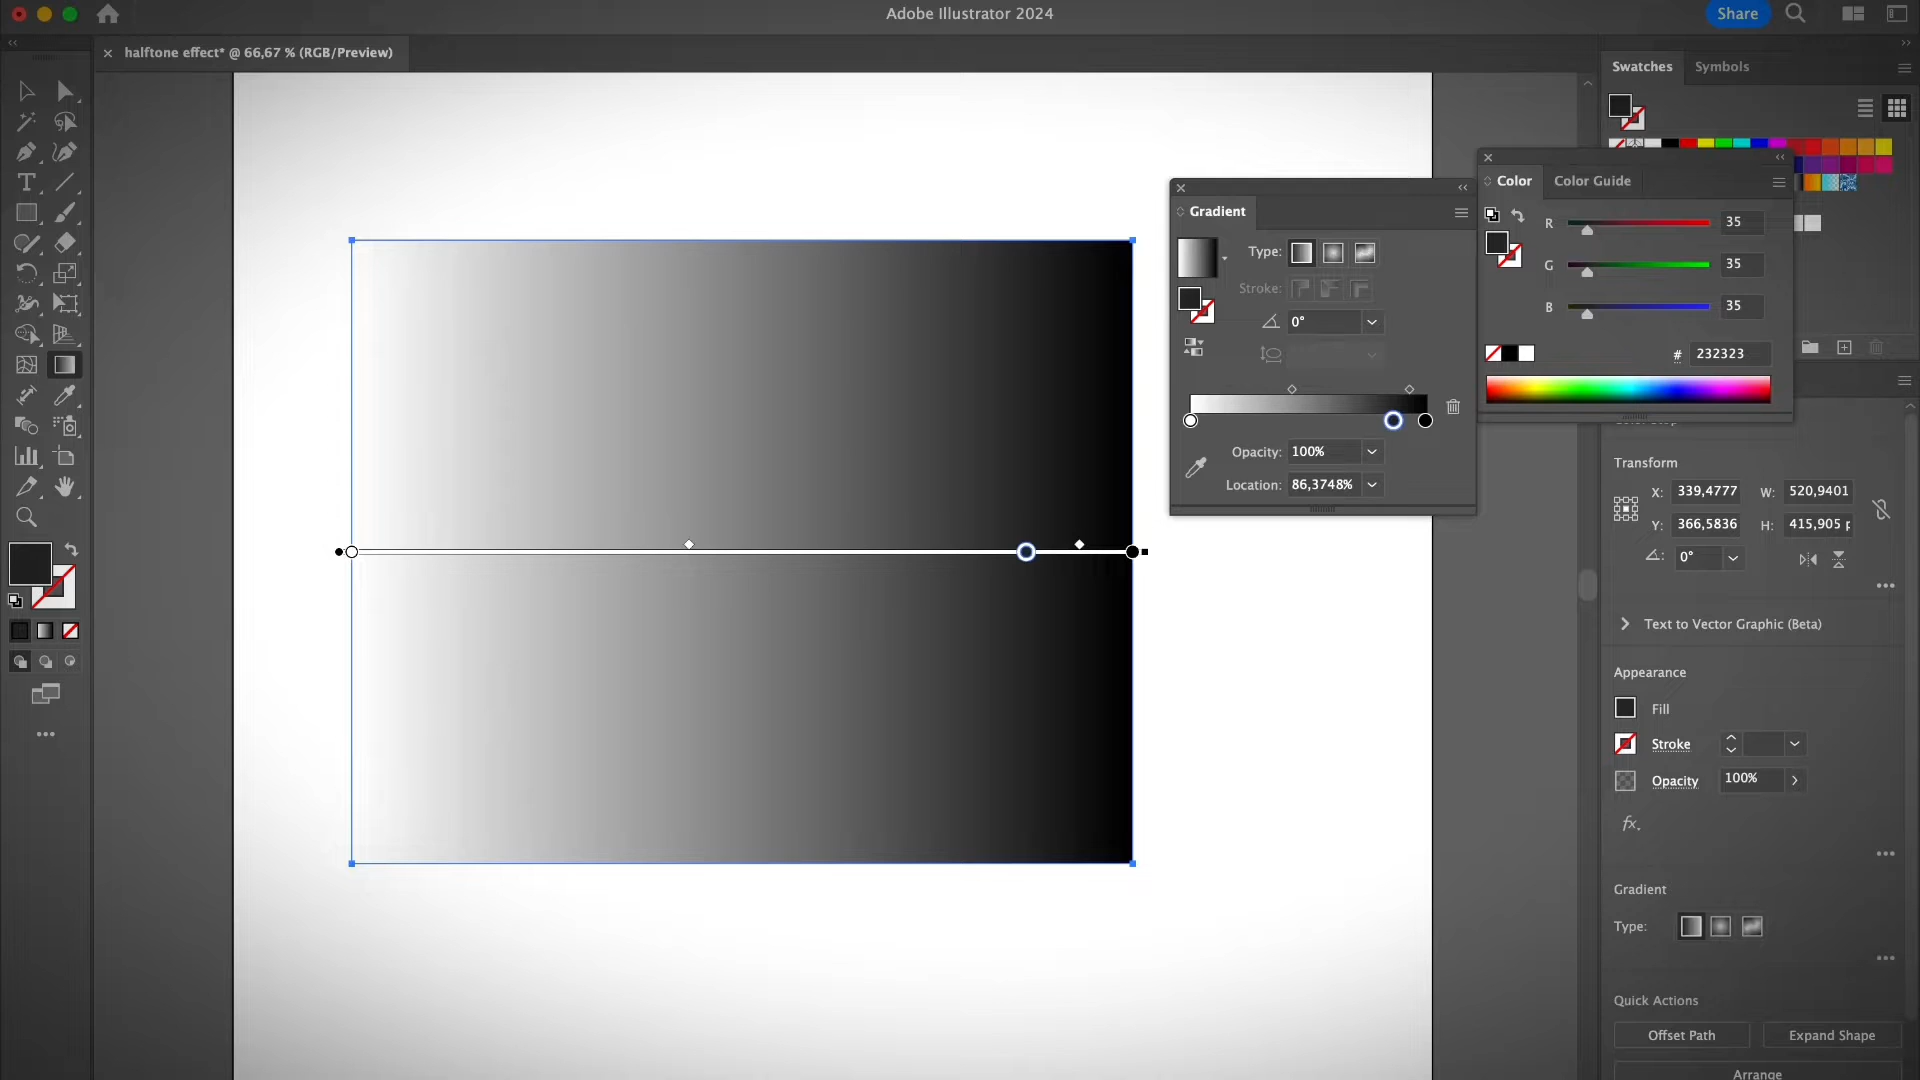 Adobe Illustrator 2024
Share
halftone effect* @ 66,67 % (RGB/Preview)
Swatches
Symbols
Color
Color Guide
R
35
G
35
B
35
# 232323
Gradient
Type:
Stroke:
0°
Opacity: 100%
Location: 86,3748%
Transform
X: 339,4777
W: 520,9401
Y: 366,5836
H: 415,905 p
0°
Text to Vector Graphic (Beta)
Appearance
Fill
Stroke
Opacity
100%
fx
Gradient
Type:
Quick Actions
Offset Path
Expand Shape
Arrange